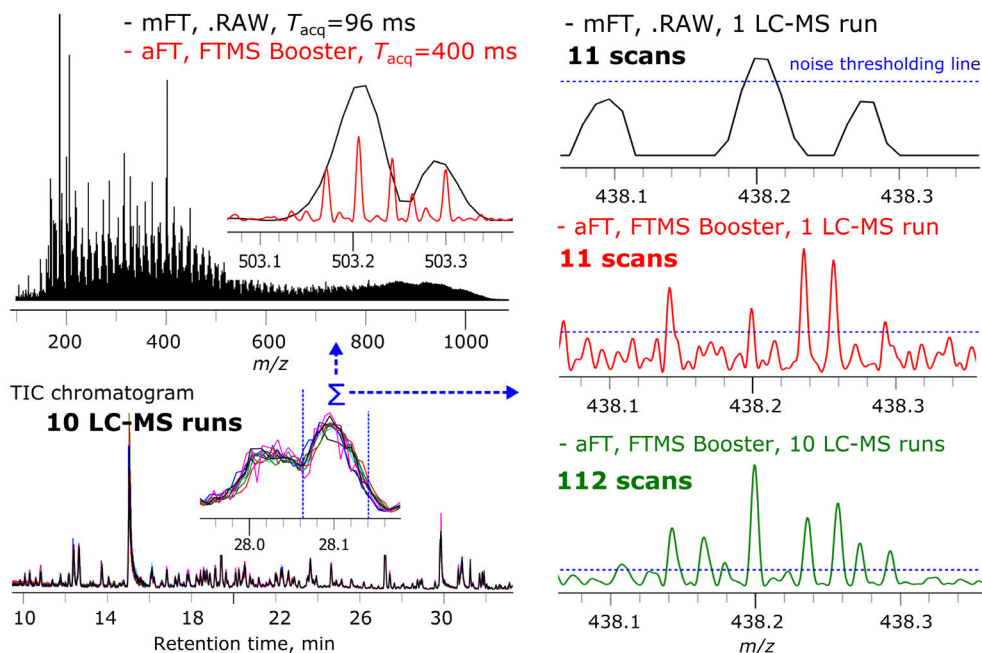 - mFT, .RAW, Tacq=96 ms
- aFT, FTMS Booster, Tacq=400 ms
503.1 503.2 503.3
200 400 600 800 1000
m/z
TIC chromatogram
10 LC-MS runs
Σ
28.0 28.1
10 14 18 22 26 30
Retention time, min
- mFT, .RAW, 1 LC-MS run
11 scans
noise thresholding line
438.1 438.2 438.3
- aFT, FTMS Booster, 1 LC-MS run
11 scans
438.1 438.2 438.3
- aFT, FTMS Booster, 10 LC-MS runs
112 scans
438.1 438.2 438.3
m/z